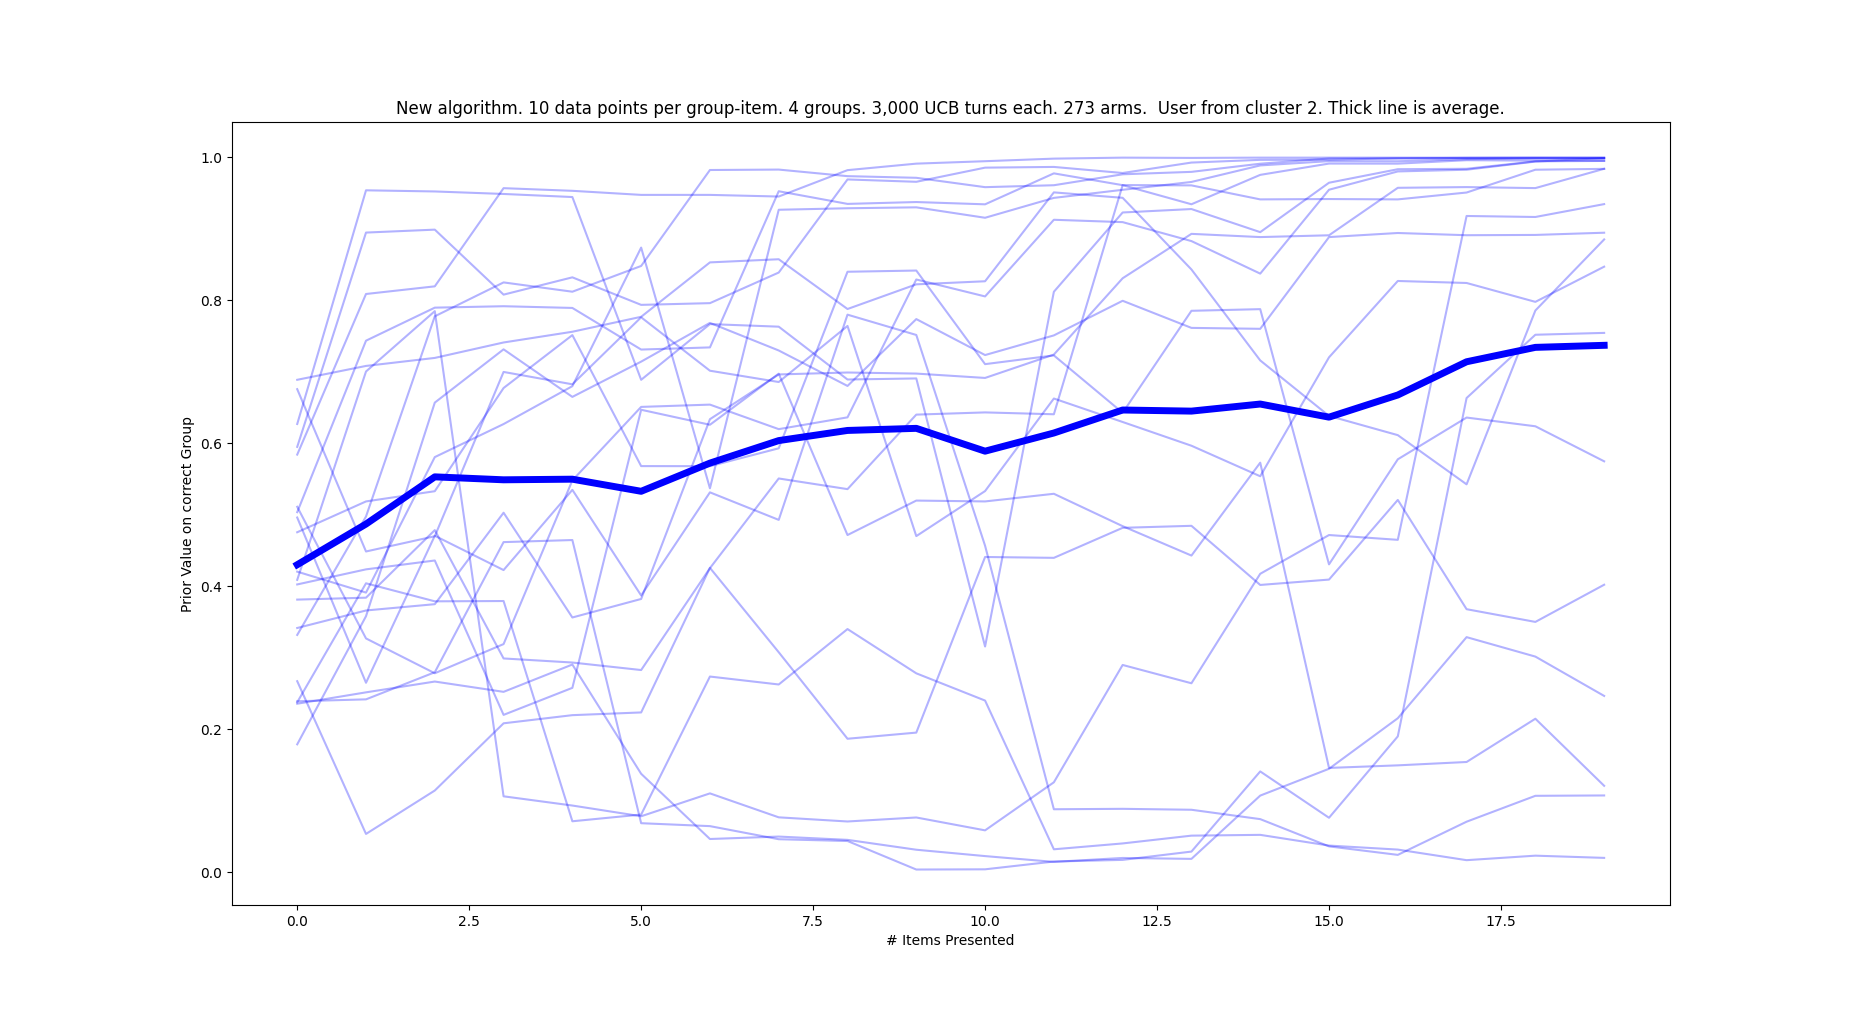 New algorithm. 10 data points per group-item. 4 groups. 3,000 UCB turns each. 273 arms.  User from cluster 2. Thick line is average.
1.0
0.8
0.6
0.4
0.2
0.0
Prior Value on correct Group
0.0 2.5 5.0 7.5 10.0 12.5 15.0 17.5
# Items Presented